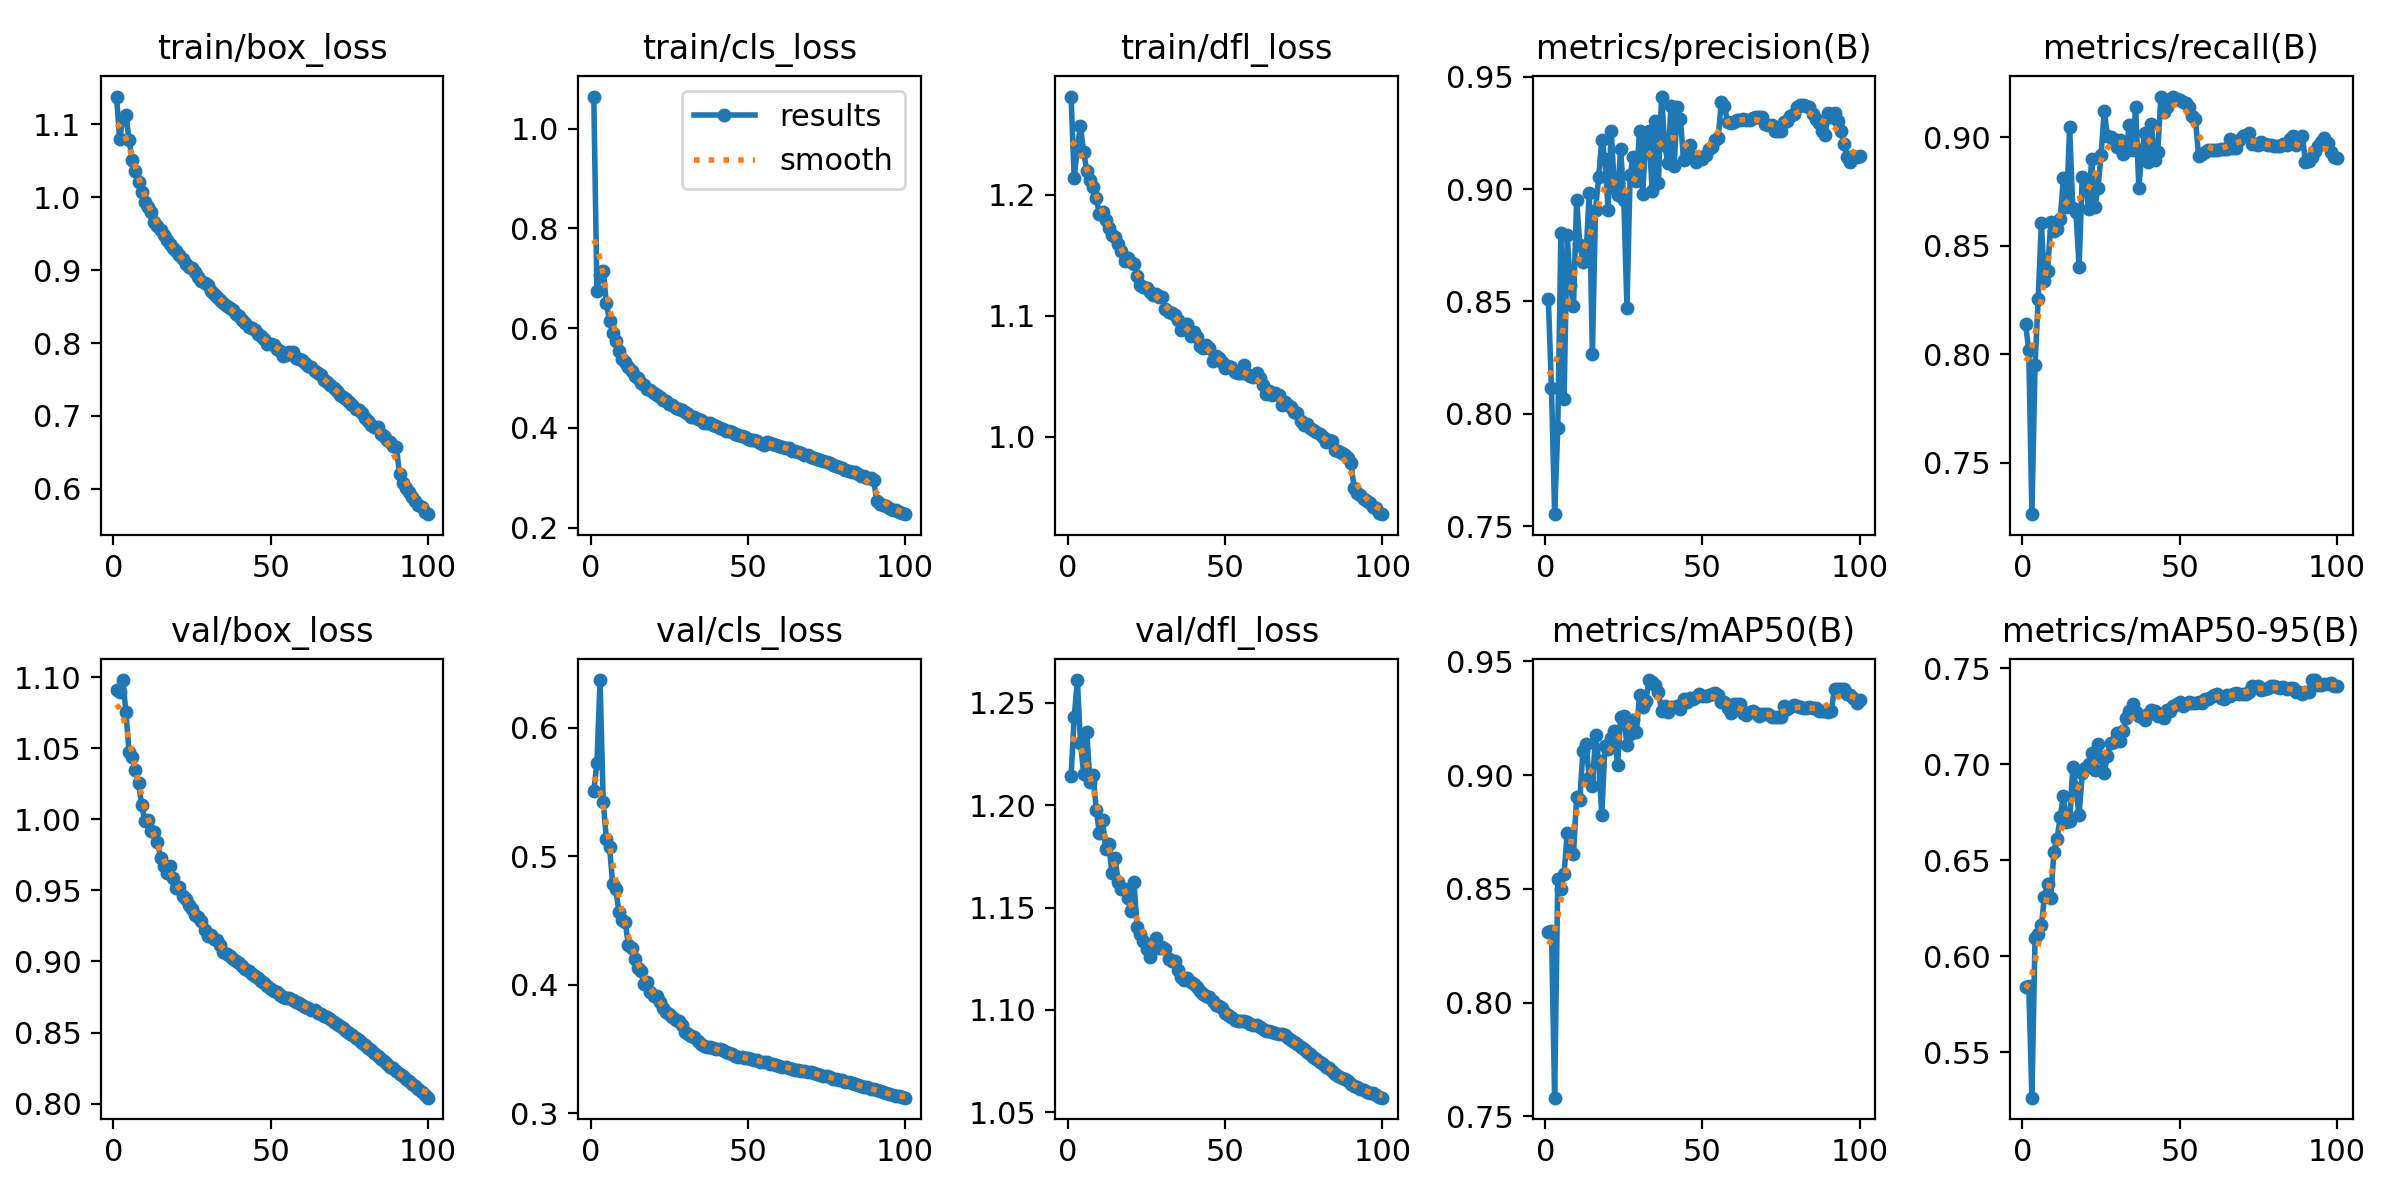 train/box_loss
1.1
1.0
0.9
0.8
0.7
0.6
0 50 100
train/cls_loss
results
smooth
1.0
0.8
0.6
0.4
0.2
0 50 100
train/dfl_loss
1.2
1.1
1.0
0 50 100
metrics/precision(B)
0.95
0.90
0.85
0.80
0.75
0 50 100
metrics/recall(B)
0.90
0.85
0.80
0.75
0 50 100
val/box_loss
1.10
1.05
1.00
0.95
0.90
0.85
0.80
0 50 100
val/cls_loss
0.6
0.5
0.4
0.3
0 50 100
val/dfl_loss
1.25
1.20
1.15
1.10
1.05
0 50 100
metrics/mAP50(B)
0.95
0.90
0.85
0.80
0.75
0 50 100
metrics/mAP50-95(B)
0.75
0.70
0.65
0.60
0.55
0 50 100